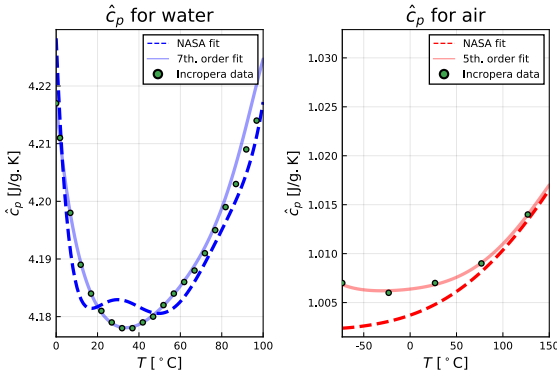 ĉp for water
NASA fit
7th. order fit
Incropera data
ĉp [J/g. K]
4.22
4.21
4.20
4.19
4.18
0 20 40 60 80 100
T [°C]
ĉp for air
NASA fit
5th. order fit
Incropera data
ĉp [J/g. K]
1.030
1.025
1.020
1.015
1.010
1.005
-50 0 50 100 150
T [°C]